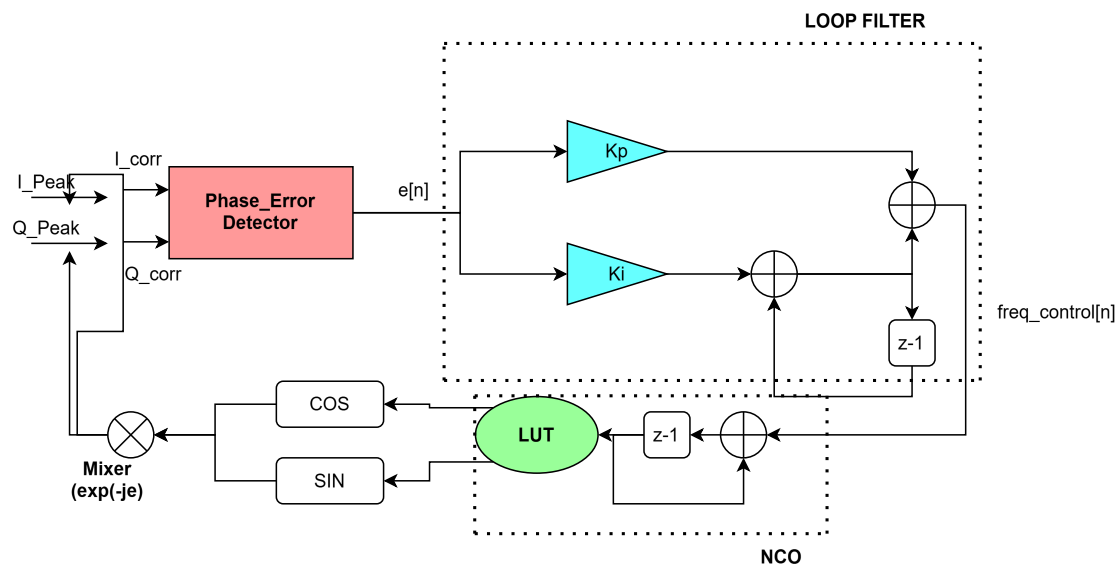 LOOP FILTER
Kp
I_corr
I_Peak
Phase_Error
Detector
e[n]
Q_Peak
Q_corr
Ki
freq_control[n]
z-1
COS
LUT
z-1
SIN
Mixer
(exp(-je)
NCO